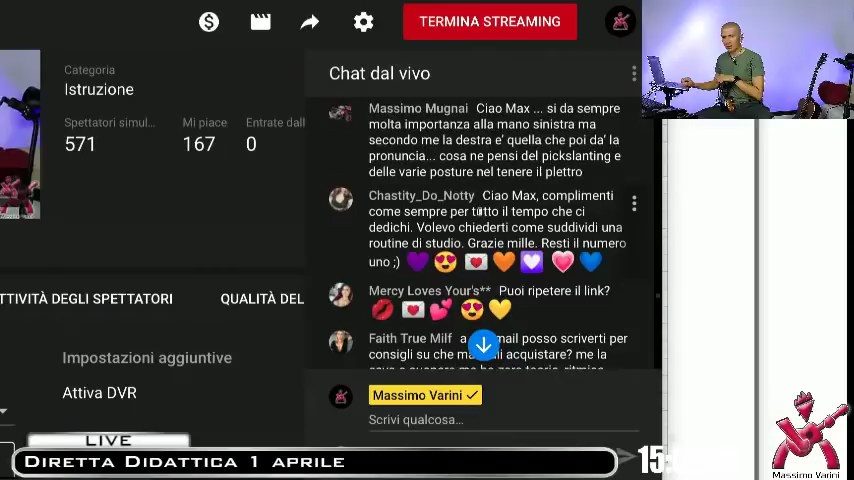 TERMINA STREAMING
Categoria
Istruzione
Spettatori simul...
Mi piace
Entrate dall
571
167
0
Chat dal vivo
Massimo Mugnai Ciao Max ... si da sempre
molta importanza alla mano sinistra ma
secondo me la destra e' quella che poi da' la
pronuncia... cosa ne pensi del pickslanting e
delle varie posture nel tenere il plettro
Chastity_Do_Notty Ciao Max, complimenti
come sempre per tutto il tempo che ci
dedichi. Volevo chiederti come suddividi una
routine di studio. Grazie mille. Resti il numero
uno ;)
Mercy Loves Your's** Puoi ripetere il link?
Faith True Milf a
mail posso scriverti per
consigli su che
acquistare? me la
TTIVITÀ DEGLI SPETTATORI
QUALITÀ DEL
Impostazioni aggiuntive
Attiva DVR
Massimo Varini
Scrivi qualcosa...
LIVE
DIRETTA DIDATTICA 1 APRILE
15:
Massimo Varini